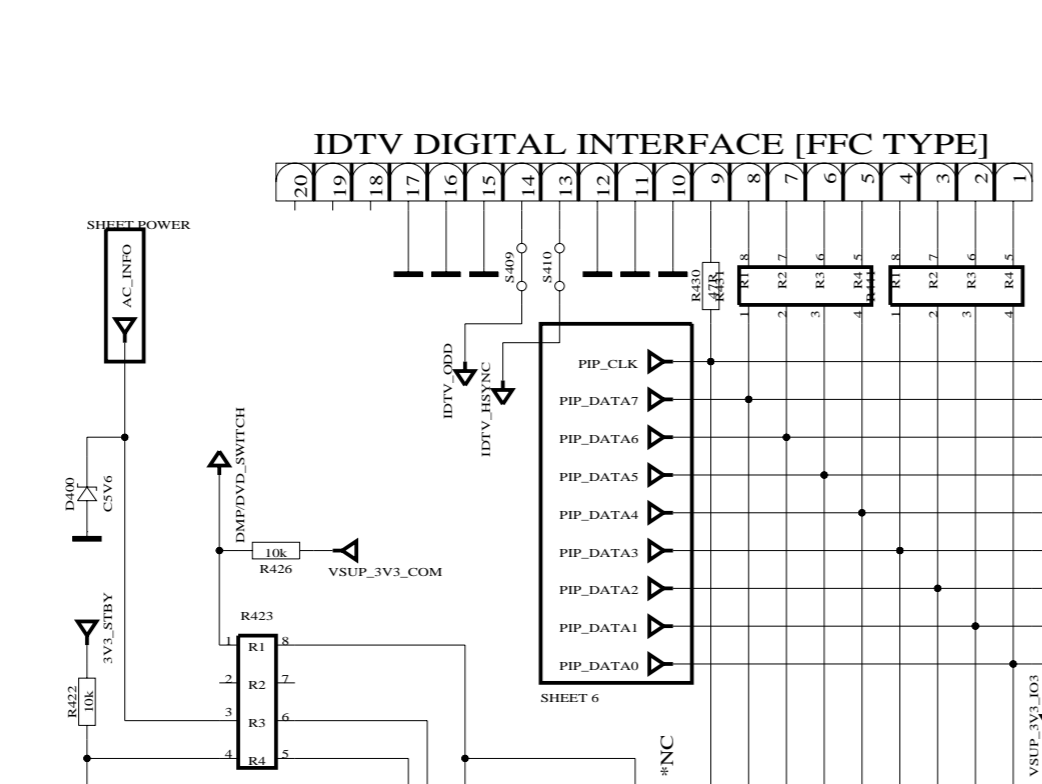 IDTV DIGITAL INTERFACE [FFC TYPE]
20 19 18 17 16 15 14 13 12 11 10 9 8 7 6 5 4 3 2 1
SHEET POWER
AC_INFO
S409
S410
R430
47R
R431
8 7 6 5
R1 R2 R3 R4
1 2 3 4
8 7 6 5
R1 R2 R3 R4
1 2 3 4
IDTV_ODD
IDTV_HSYNC
PIP_CLK
PIP_DATA7
PIP_DATA6
PIP_DATA5
PIP_DATA4
PIP_DATA3
PIP_DATA2
PIP_DATA1
PIP_DATA0
SHEET 6
D400
C5V6
DMP/DVD_SWITCH
10k
R426
VSUP_3V3_COM
3V3_STBY
R422
10k
R423
1 R1 8
2 R2 7
3 R3 6
4 R4 5
*NC
VSUP_3V3_IO3